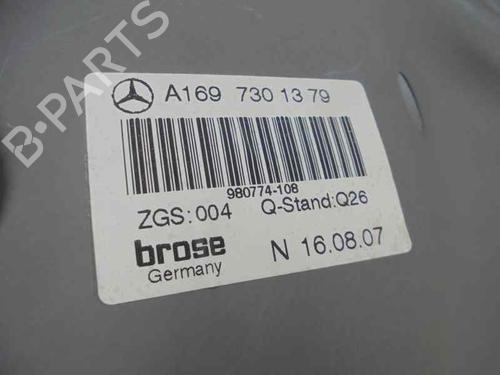 B-PARTS
A169 730 13 79
980774-108
ZGS:004 Q-Stand:Q26
brose
Germany
N 16.08.07